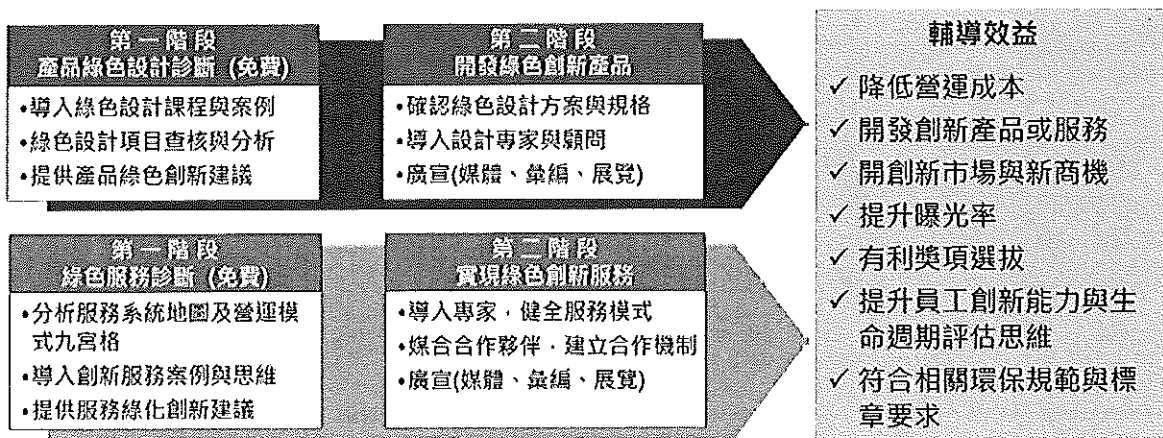 第一階段
產品綠色設計診斷 (免費)
•導入綠色設計課程與案例
•綠色設計項目查核與分析
•提供產品綠色創新建議
第二階段
開發綠色創新產品
•確認綠色設計方案與規格
•導入設計專家與顧問
•廣宣(媒體、彙編、展覽)
第一階段
綠色服務診斷 (免費)
•分析服務系統地圖及營運模
式九宮格
•導入創新服務案例與思維
•提供服務綠化創新建議
第二階段
實現綠色創新服務
•導入專家，健全服務模式
•媒合合作夥伴，建立合作機制
•廣宣(媒體、彙編、展覽)
輔導效益
✓ 降低營運成本
✓ 開發創新產品或服務
✓ 開創新市場與新商機
✓ 提升曝光率
✓ 有利獎項選拔
✓ 提升員工創新能力與生
命週期評估思維
✓ 符合相關環保規範與標
章要求